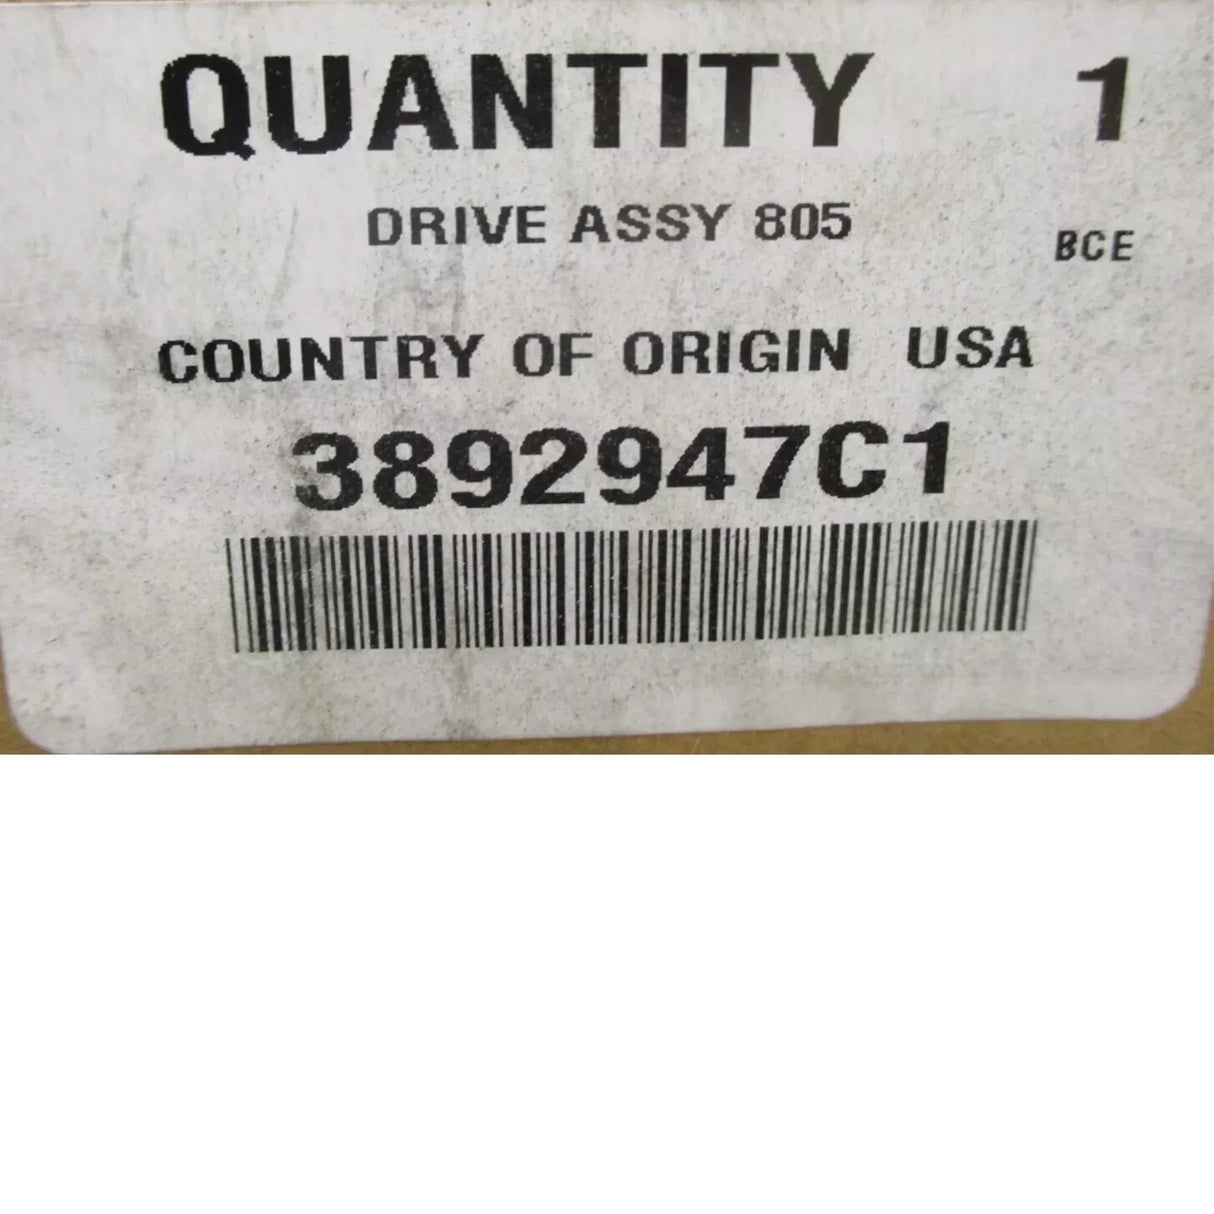 QUANTITY 1
DRIVE ASSY 805
BCE
COUNTRY OF ORIGIN USA
3892947C1